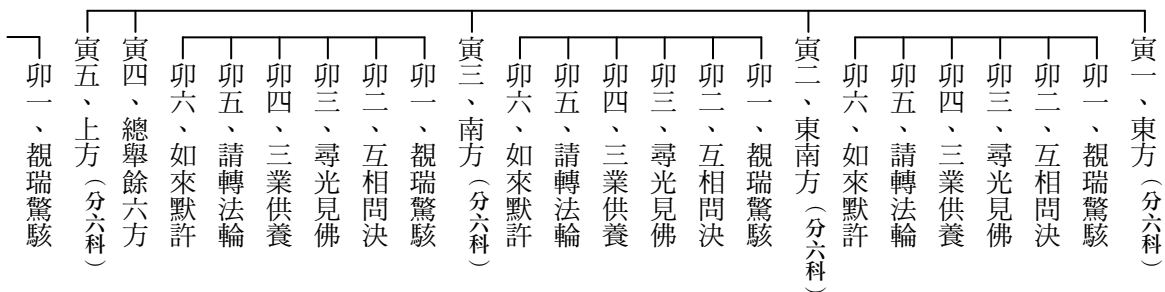 寅一、東方（分六科）
卯一、覩瑞驚駭
卯二、互相問決
卯三、尋光見佛
卯四、三業供養
卯五、請轉法輪
卯六、如來默許
寅二、東南方（分六科）
卯一、覩瑞驚駭
卯二、互相問決
卯三、尋光見佛
卯四、三業供養
卯五、請轉法輪
卯六、如來默許
寅三、南方（分六科）
卯一、覩瑞驚駭
卯二、互相問決
卯三、尋光見佛
卯四、三業供養
卯五、請轉法輪
卯六、如來默許
寅四、總舉餘六方
寅五、上方（分六科）
卯一、覩瑞驚駭